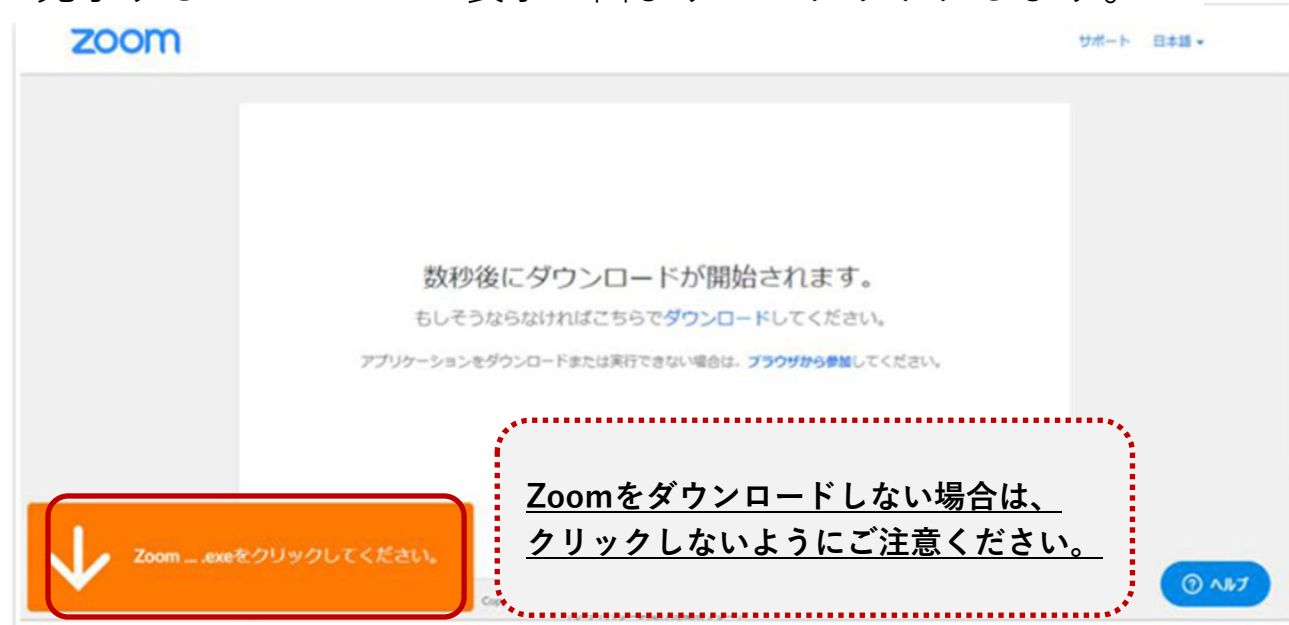 zoom
サポート 日本語
数秒後にダウンロードが開始されます。
もしそうならなければこちらでダウンロードしてください。
アプリケーションをダウンロードまたは実行できない場合は、ブラウザから参加してください。
Zoomをダウンロードしない場合は、
クリックしないようにご注意ください。
Zoom ... .exeをクリックしてください。
ヘルプ
Cop